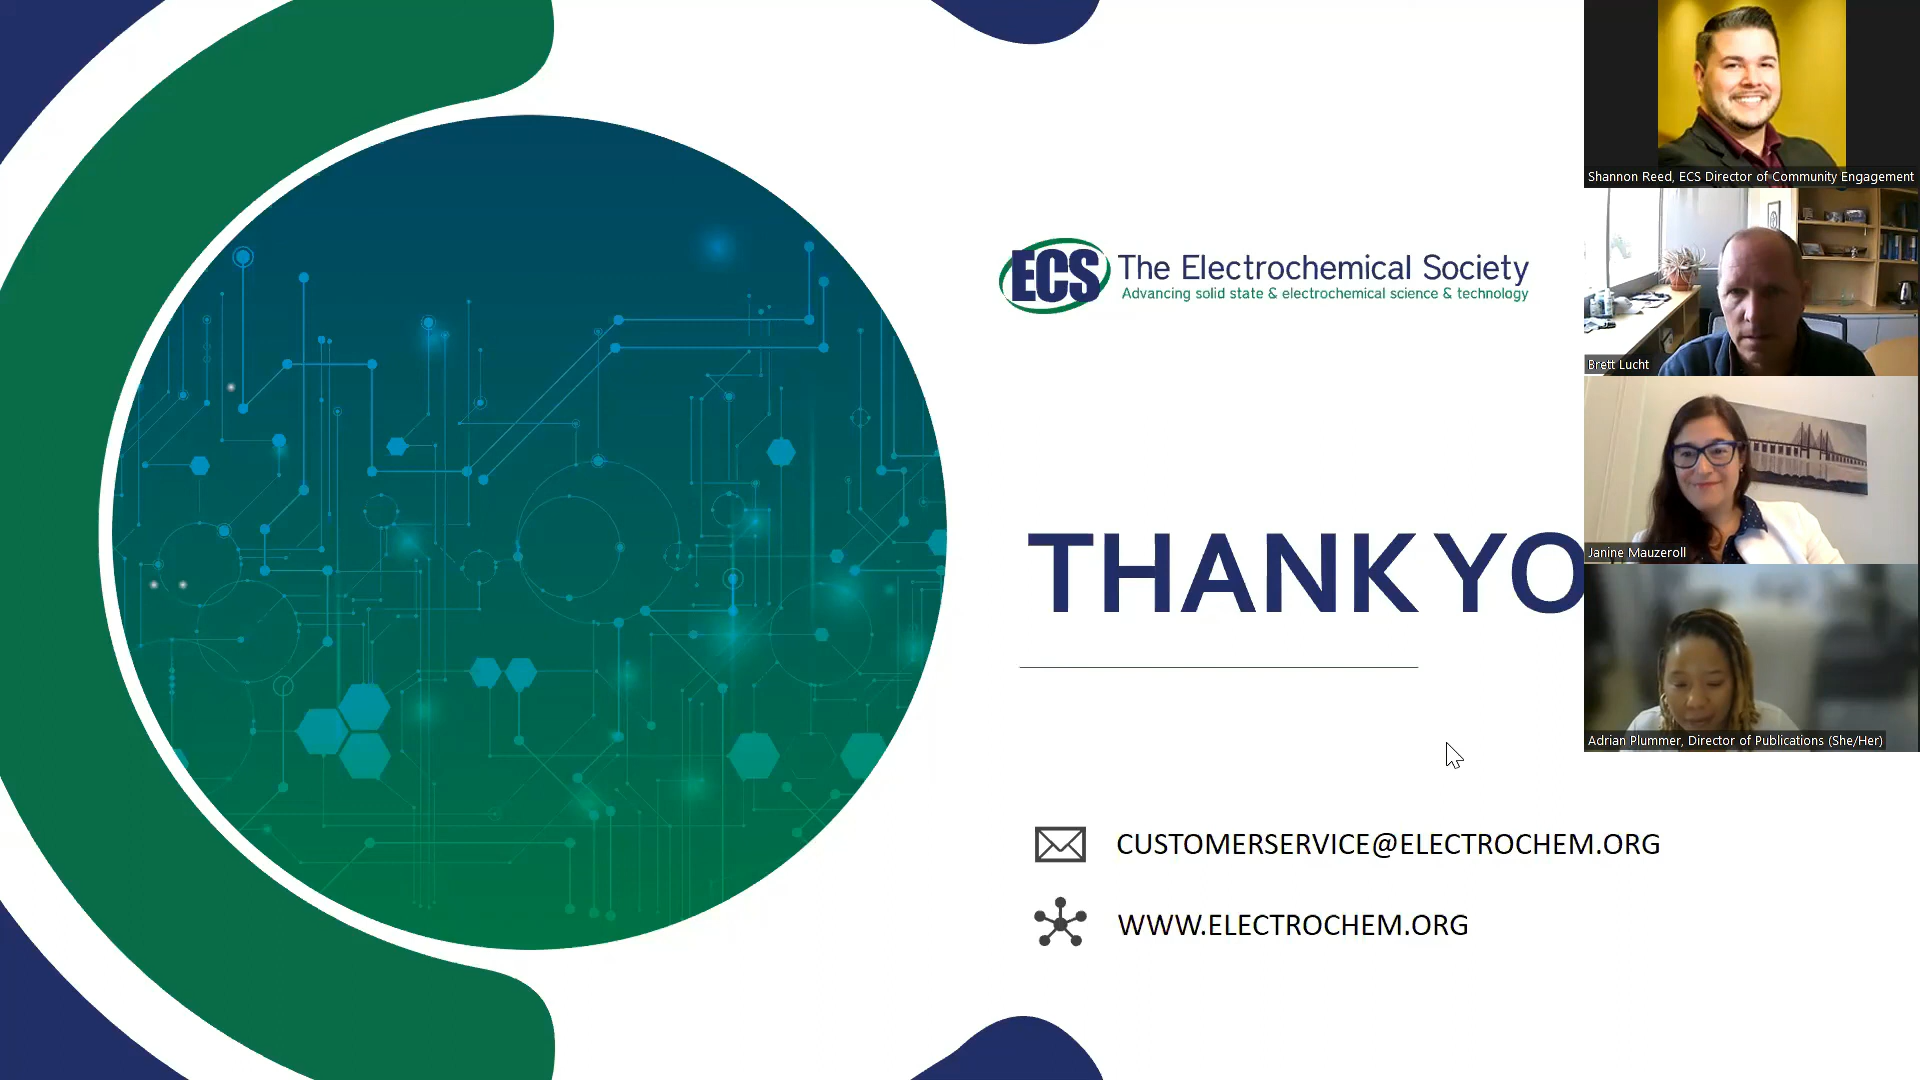 ECS The Electrochemical Society
Advancing solid state & electrochemical science & technology
THANK YO
CUSTOMERSERVICE@ELECTROCHEM.ORG
WWW.ELECTROCHEM.ORG
Shannon Reed, ECS Director of Community Engagement
Brett Lucht
Janine Mauzeroll
Adrian Plummer, Director of Publications (She/Her)